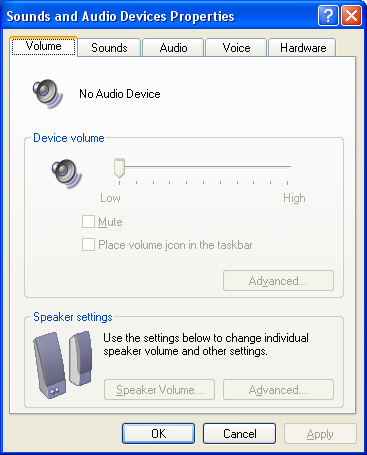 Sounds and Audio Devices Properties
Volume Sounds Audio Voice Hardware
No Audio Device
Device volume
Low High
Mute
Place volume icon in the taskbar
Advanced...
Speaker settings
Use the settings below to change individual
speaker volume and other settings.
Speaker Volume... Advanced...
OK Cancel Apply